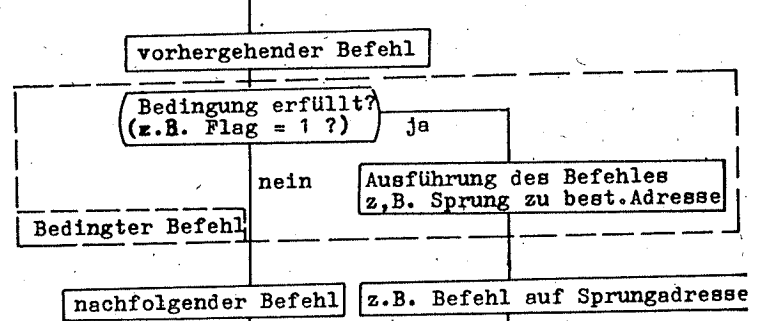 vorhergehender Befehl
Bedingung erfüllt?
(z.B. Flag = 1 ?)
ja
nein
Ausführung des Befehles
z,B. Sprung zu best.Adresse
Bedingter Befehl
nachfolgender Befehl
z.B. Befehl auf Sprungadresse